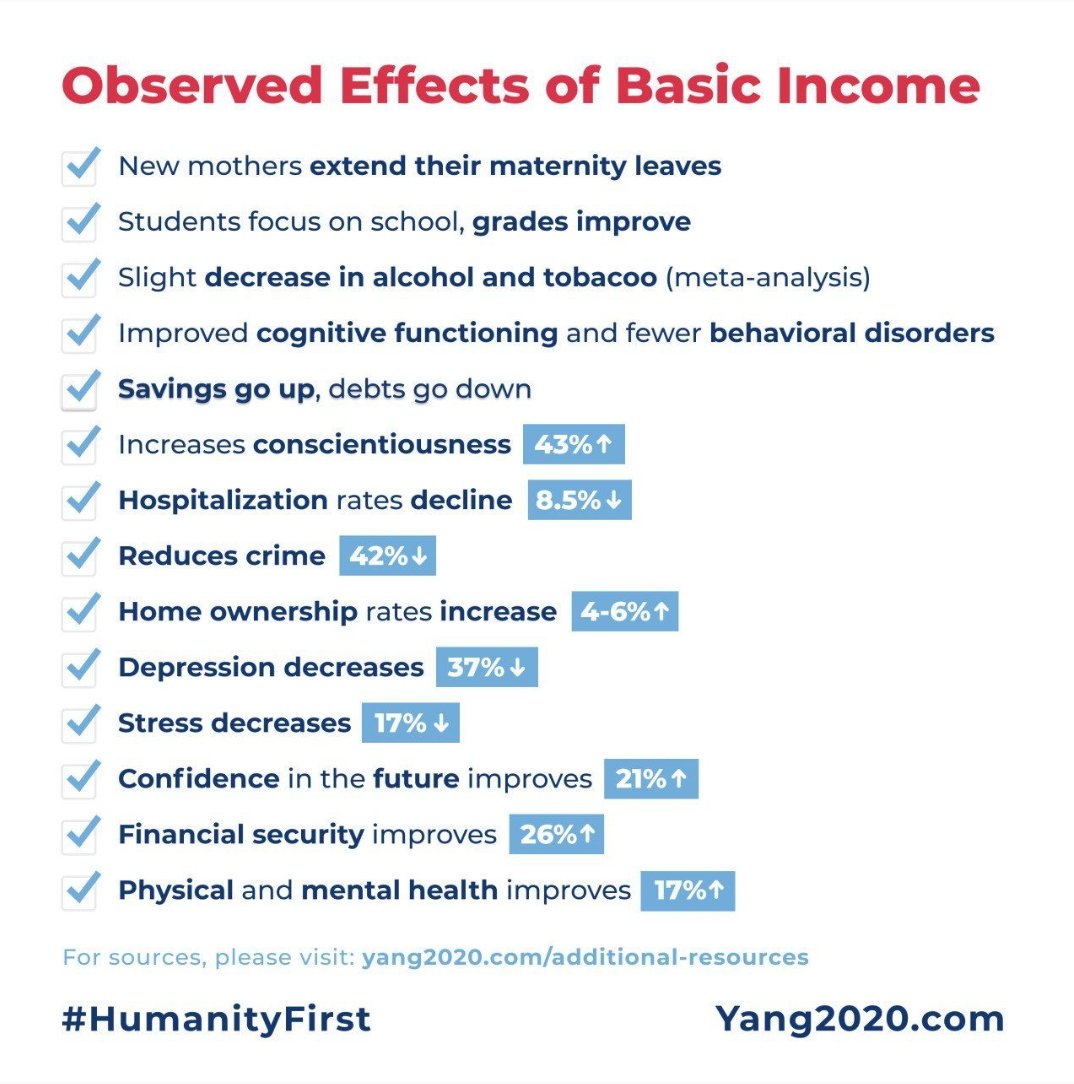 Observed Effects of Basic Income
New mothers extend their maternity leaves
Students focus on school, grades improve
Slight decrease in alcohol and tobacoo (meta-analysis)
Improved cognitive functioning and fewer behavioral disorders
Savings go up, debts go down
Increases conscientiousness 43%↑
Hospitalization rates decline 8.5%↓
Reduces crime 42%↓
Home ownership rates increase 4-6%↑
Depression decreases 37%↓
Stress decreases 17%↓
Confidence in the future improves 21%↑
Financial security improves 26%↑
Physical and mental health improves 17%↑
For sources, please visit: yang2020.com/additional-resources
#HumanityFirst Yang2020.com